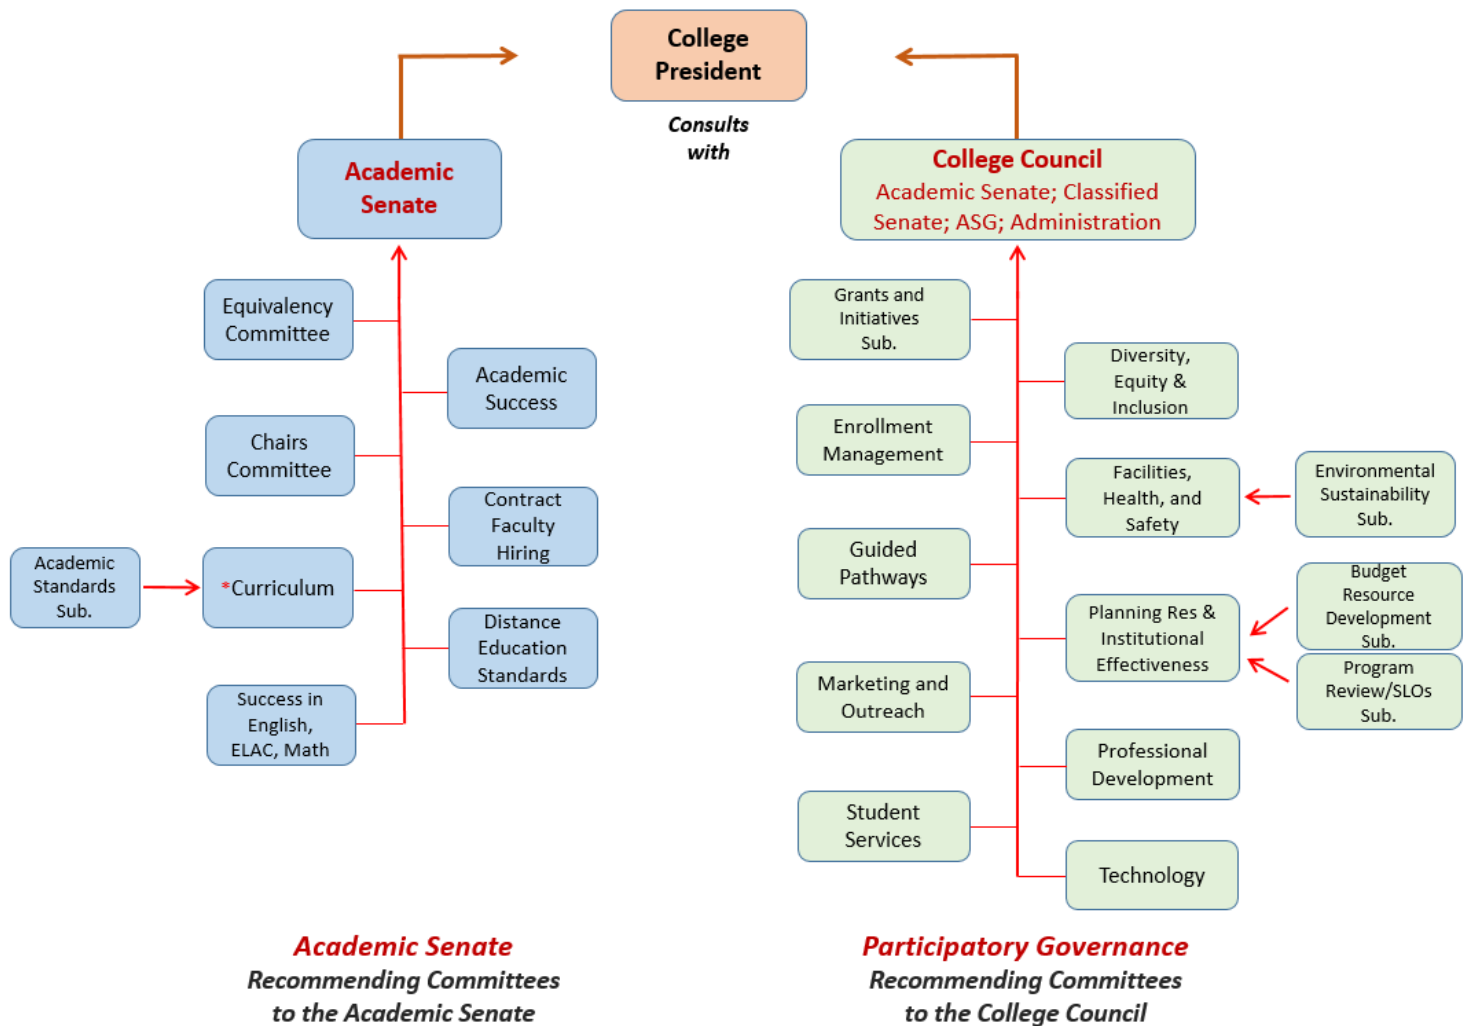 College
President
Consults
with
Academic
Senate
College Council
Academic Senate; Classified
Senate; ASG; Administration
Equivalency
Committee
Academic
Success
Chairs
Committee
Contract
Faculty
Hiring
Academic
Standards
Sub.
*Curriculum
Distance
Education
Standards
Success in
English,
ELAC, Math
Grants and
Initiatives
Sub.
Diversity,
Equity &
Inclusion
Enrollment
Management
Facilities,
Health, and
Safety
Environmental
Sustainability
Sub.
Guided
Pathways
Planning Res &
Institutional
Effectiveness
Budget
Resource
Development
Sub.
Program
Review/SLOs
Sub.
Marketing and
Outreach
Professional
Development
Student
Services
Technology
Academic Senate
Recommending Committees
to the Academic Senate
Participatory Governance
Recommending Committees
to the College Council